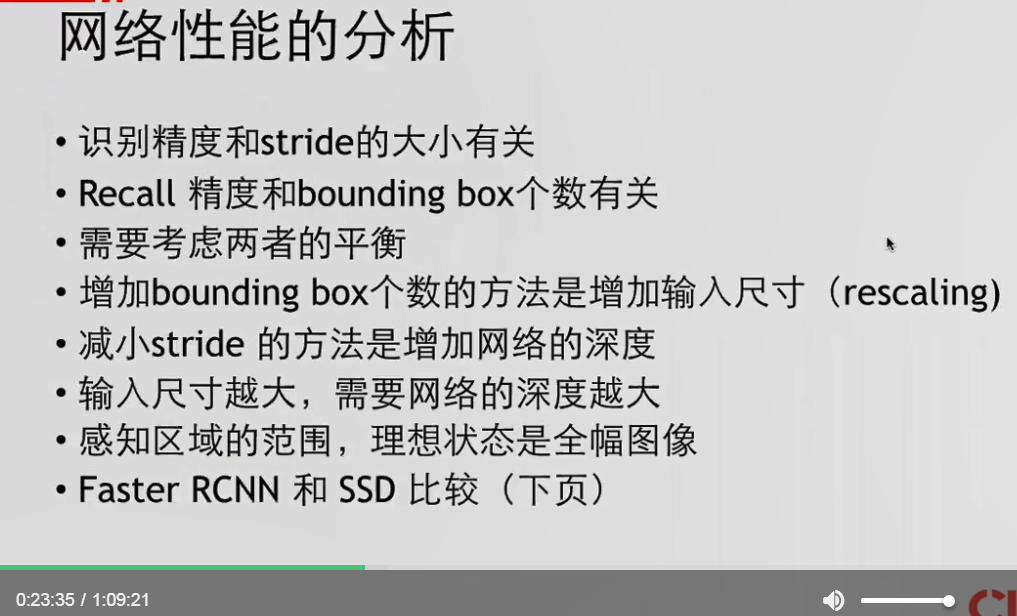 网络性能的分析
• 识别精度和stride的大小有关
• Recall 精度和bounding box个数有关
• 需要考虑两者的平衡
• 增加bounding box个数的方法是增加输入尺寸（rescaling)
• 减小stride 的方法是增加网络的深度
• 输入尺寸越大，需要网络的深度越大
• 感知区域的范围，理想状态是全幅图像
• Faster RCNN 和 SSD 比较（下页）
0:23:35 / 1:09:21